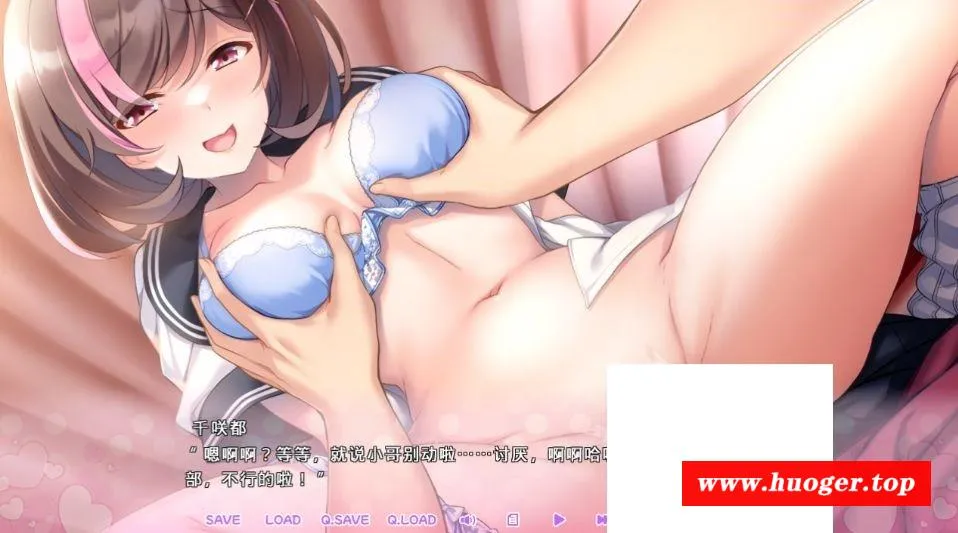 千咲都
“嗯啊啊？等等，就说小哥别动啦……讨厌，啊啊哈
部，不行的啦！”
SAVE LOAD Q.SAVE Q.LOAD
www.huoger.top